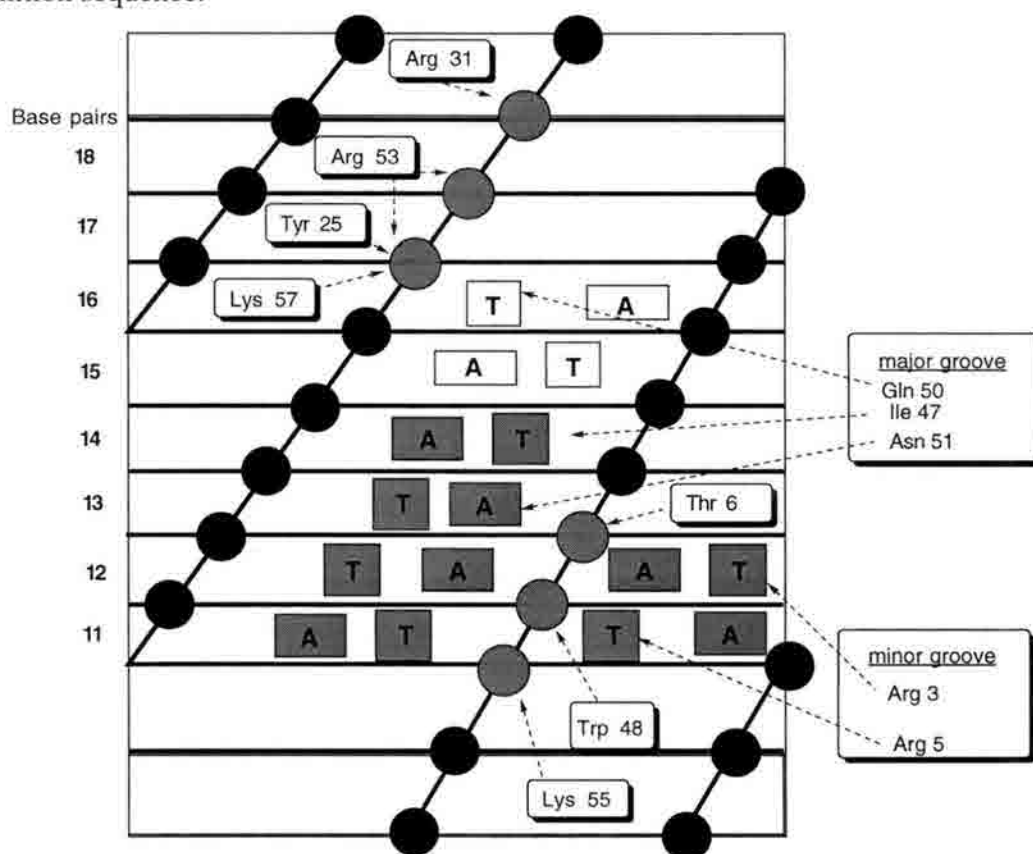 Arg 31
Base pairs
18
Arg 53
17
Tyr 25
Lys 57
16
T A
15
A T
major groove
Gln 50
Ile 47
Asn 51
14
A T
13
T A
Thr 6
12
T A A T
11
A T T A
minor groove
Arg 3
Arg 5
Trp 48
Lys 55